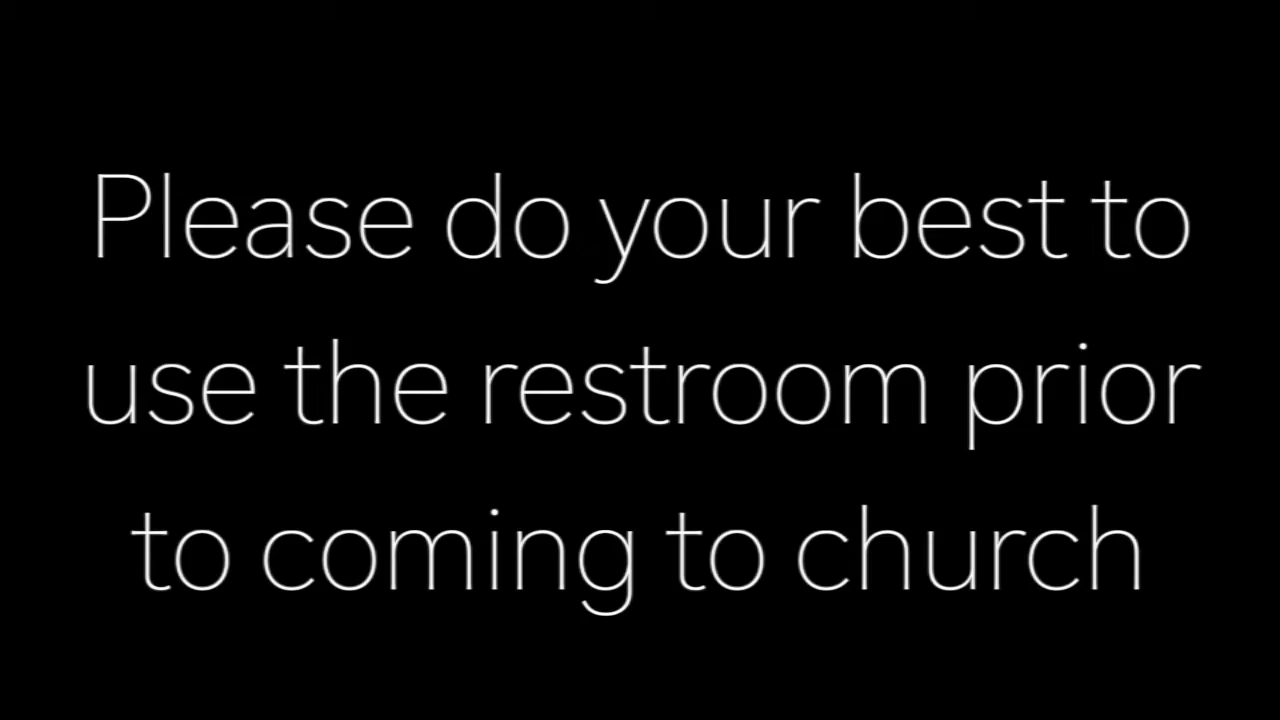 Please do your best to
use the restroom prior
to coming to church